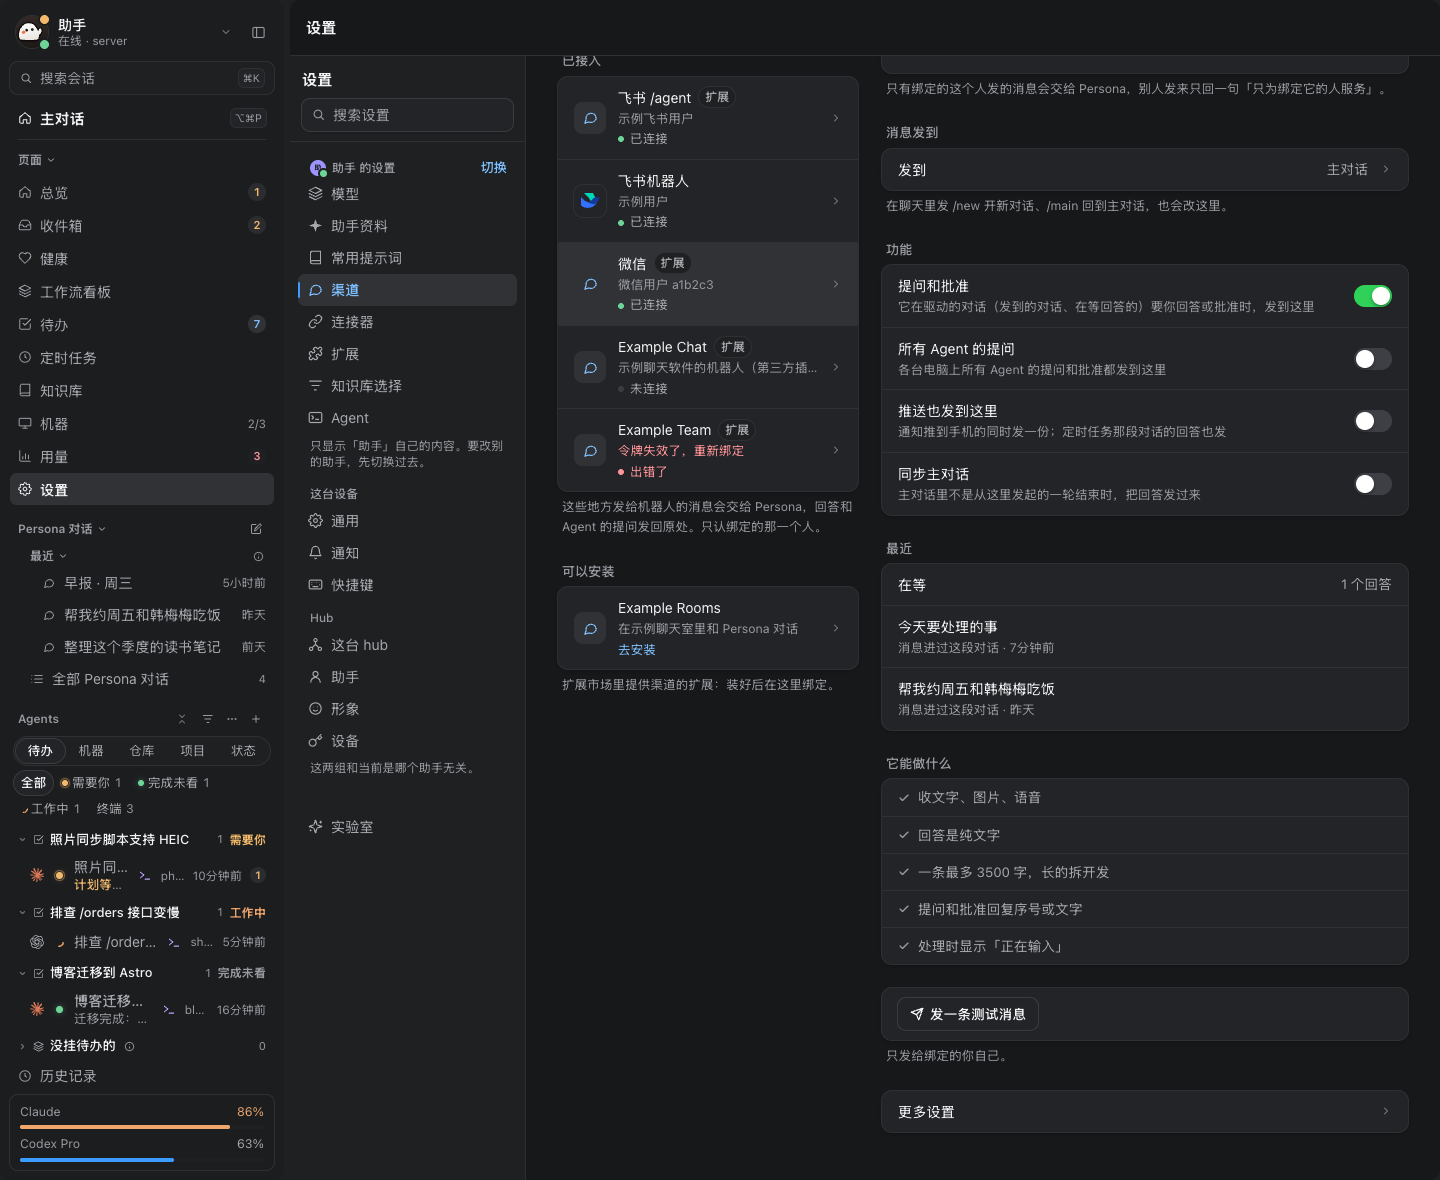 助手
在线 · server
搜索会话
⌘K
主对话
⌥⌘P
页面
总览
1
收件箱
2
健康
工作流看板
待办
7
定时任务
知识库
机器
2/3
用量
3
设置
Persona 对话
最近
早报 · 周三
5小时前
帮我约周五和韩梅梅吃饭
昨天
整理这个季度的读书笔记
前天
全部 Persona 对话
4
Agents
待办
机器
仓库
项目
状态
全部
需要你 1
完成未看 1
工作中 1
终端 3
照片同步脚本支持 HEIC
1 需要你
照片同...
ph...
10分钟前
1
计划等...
排查 /orders 接口变慢
1 工作中
排查 /order...
sh...
5分钟前
博客迁移到 Astro
1 完成未看
博客迁移...
bl...
16分钟前
迁移完成：...
没挂待办的
0
历史记录
Claude
86%
Codex Pro
63%
设置
设置
搜索设置
助手 的设置
切换
模型
助手资料
常用提示词
渠道
连接器
扩展
知识库选择
Agent
只显示「助手」自己的内容。要改别
的助手，先切换过去。
这台设备
通用
通知
快捷键
Hub
这台 hub
助手
形象
设备
这两组和当前是哪个助手无关。
实验室
已接入
飞书 /agent
扩展
示例飞书用户
已连接
飞书机器人
示例用户
已连接
微信
扩展
微信用户 a1b2c3
已连接
Example Chat
扩展
示例聊天软件的机器人（第三方插...
未连接
Example Team
扩展
令牌失效了，重新绑定
出错了
这些地方发给机器人的消息会交给 Persona，回答和
Agent 的提问发回原处。只认绑定的那一个人。
可以安装
Example Rooms
在示例聊天室里和 Persona 对话
去安装
扩展市场里提供渠道的扩展：装好后在这里绑定。
只有绑定的这个人发的消息会交给 Persona，别人发来只回一句「只为绑定它的人服务」。
消息发到
发到
主对话
在聊天里发 /new 开新对话、/main 回到主对话，也会改这里。
功能
提问和批准
它在驱动的对话（发到的对话、在等回答的）要你回答或批准时，发到这里
所有 Agent 的提问
各台电脑上所有 Agent 的提问和批准都发到这里
推送也发到这里
通知推到手机的同时发一份；定时任务那段对话的回答也发
同步主对话
主对话里不是从这里发起的一轮结束时，把回答发过来
最近
在等
1 个回答
今天要处理的事
消息进过这段对话 · 7分钟前
帮我约周五和韩梅梅吃饭
消息进过这段对话 · 昨天
它能做什么
收文字、图片、语音
回答是纯文字
一条最多 3500 字，长的拆开发
提问和批准回复序号或文字
处理时显示「正在输入」
发一条测试消息
只发给绑定的你自己。
更多设置